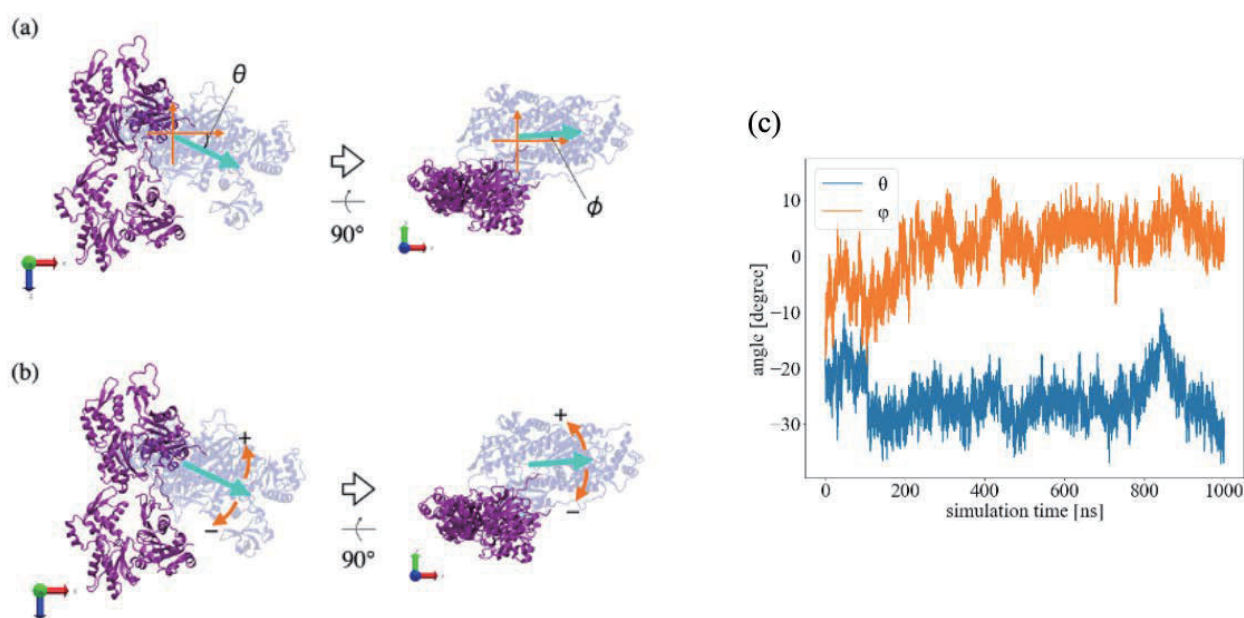 (a)
θ
ϕ
90°
(b)
+
−
+
−
90°
(c)
θ
φ
10
0
−10
−20
−30
angle [degree]
0 200 400 600 800 1000
simulation time [ns]